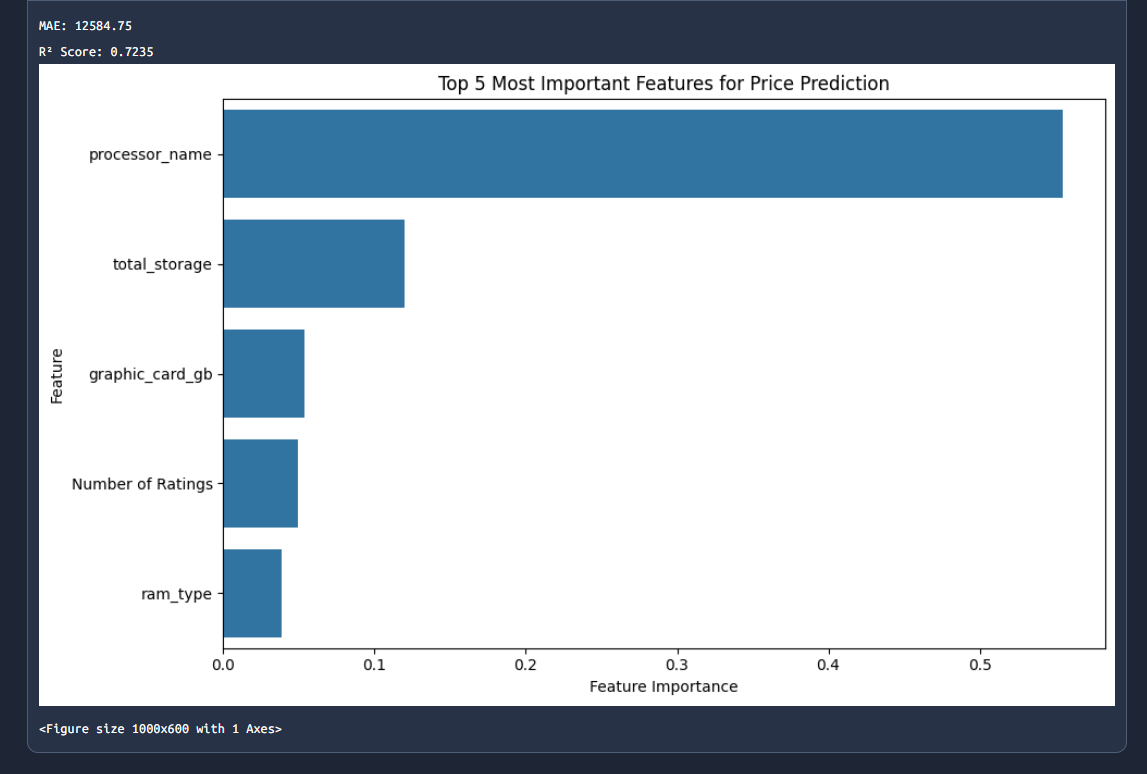 MAE: 12584.75
R² Score: 0.7235
Top 5 Most Important Features for Price Prediction
processor_name
total_storage
graphic_card_gb
Number of Ratings
ram_type
Feature
0.0 0.1 0.2 0.3 0.4 0.5
Feature Importance
<Figure size 1000x600 with 1 Axes>